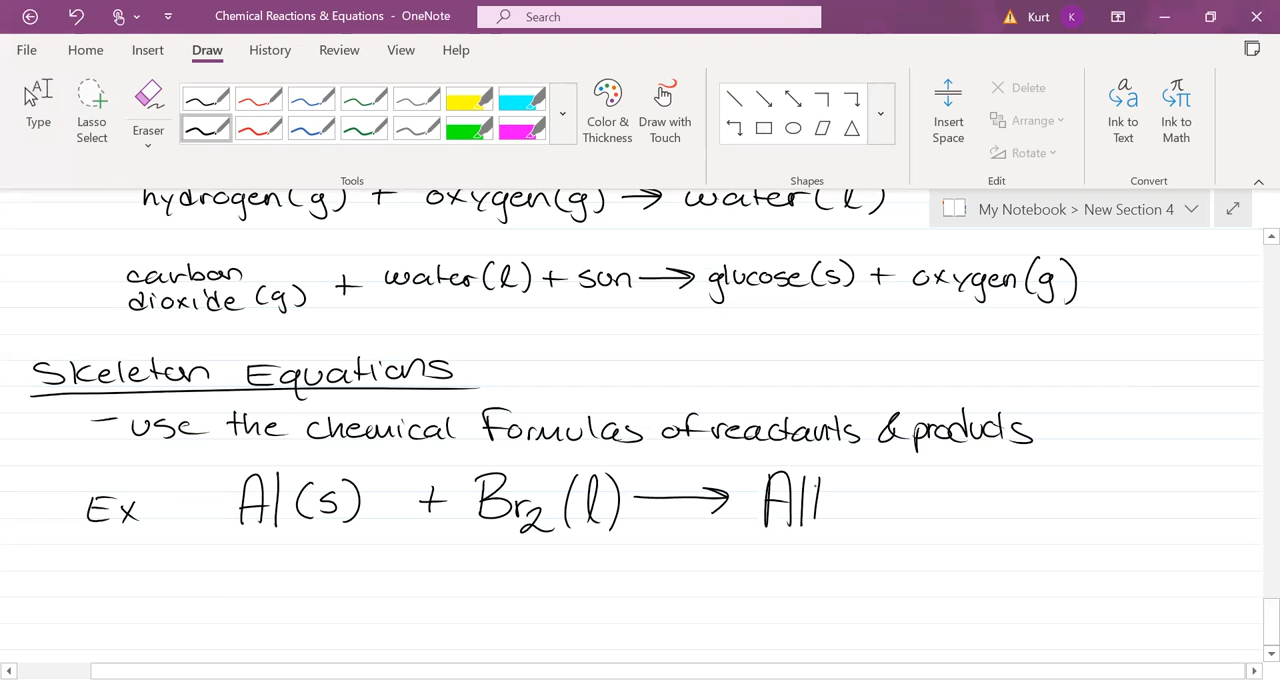 Chemical Reactions & Equations - OneNote
Search
Kurt
K
File Home Insert Draw History Review View Help
Type
Lasso Select
Eraser
Color & Thickness
Draw with Touch
Insert Space
Delete
Arrange
Rotate
Ink to Text
Ink to Math
Tools Shapes Edit Convert
My Notebook > New Section 4
hydrogen(g) + oxygen(g) → water(l)
carbon dioxide(g) + water(l) + sun → glucose(s) + oxygen(g)
Skeleton Equations
- use the chemical formulas of reactants & products
Ex Al(s) + Br₂(l) → Al